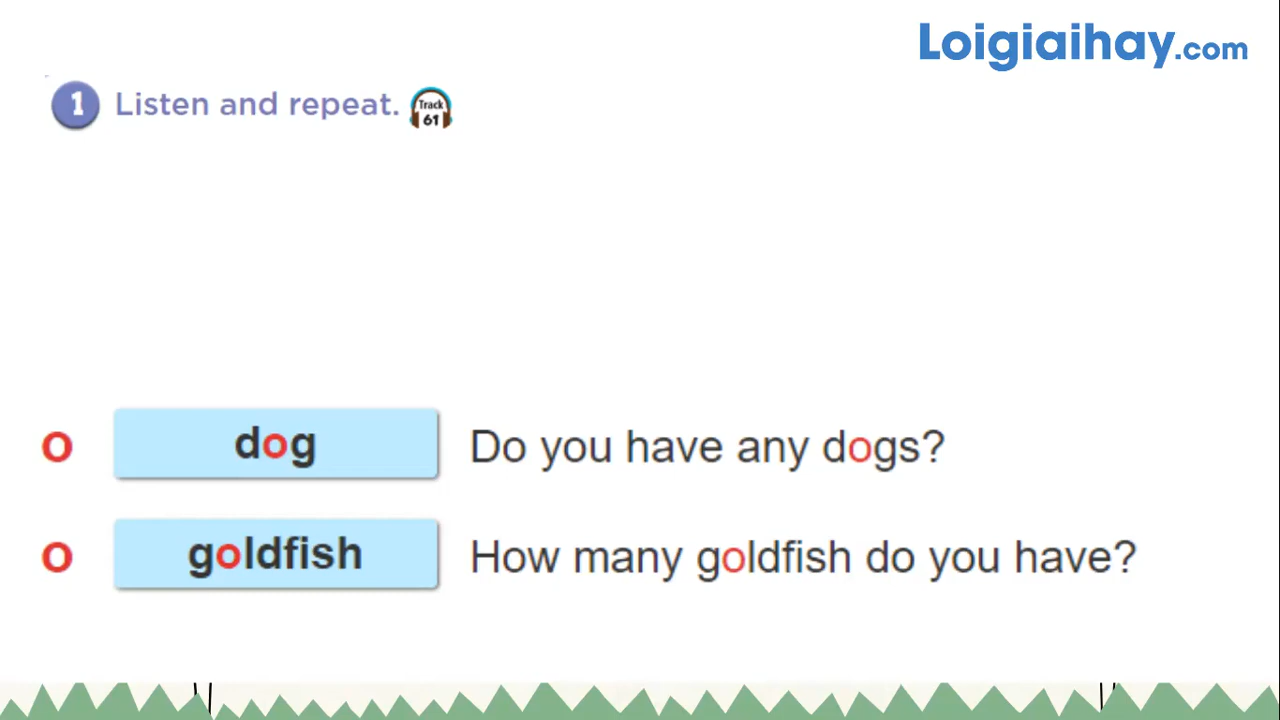 Loigiaihay.com
1 Listen and repeat. Track 61
o dog Do you have any dogs?
o goldfish How many goldfish do you have?